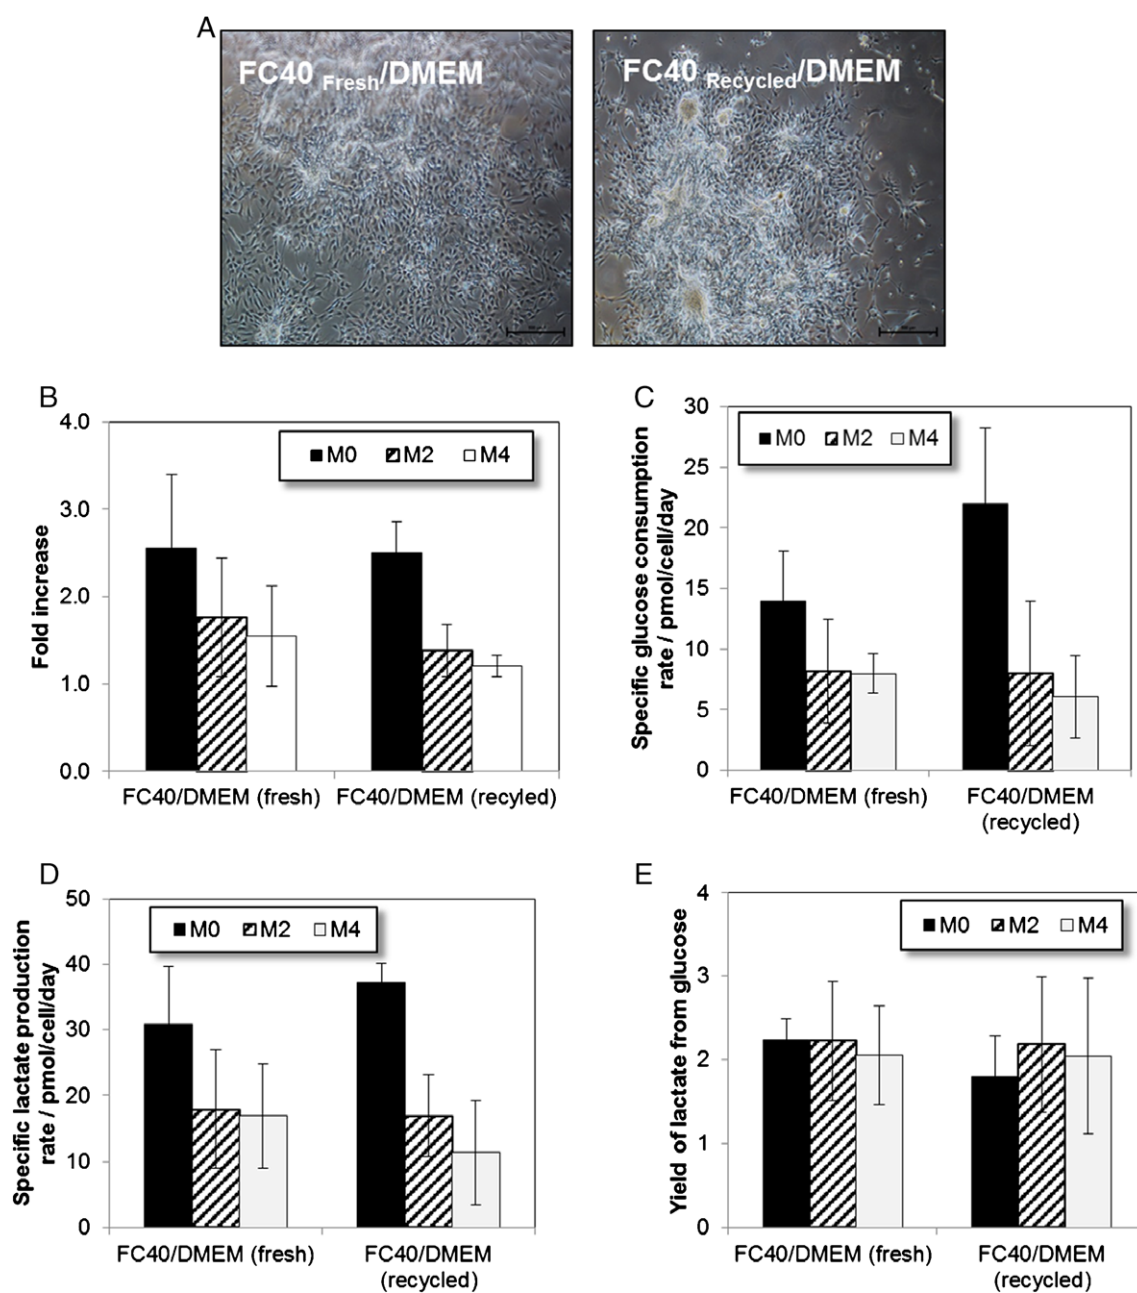 A
FC40 Fresh/DMEM
FC40 Recycled/DMEM
B
4.0
3.0
2.0
1.0
0.0
Fold increase
M0 M2 M4
FC40/DMEM (fresh)
FC40/DMEM (recyled)
C
30
25
20
15
10
5
0
Specific glucose consumption
rate / pmol/cell/day
M0 M2 M4
FC40/DMEM (fresh)
FC40/DMEM
(recycled)
D
50
40
30
20
10
0
Specific lactate production
rate / pmol/cell/day
M0 M2 M4
FC40/DMEM (fresh)
FC40/DMEM
(recycled)
E
4
3
2
1
0
Yield of lactate from glucose
M0 M2 M4
FC40/DMEM (fresh)
FC40/DMEM
(recycled)